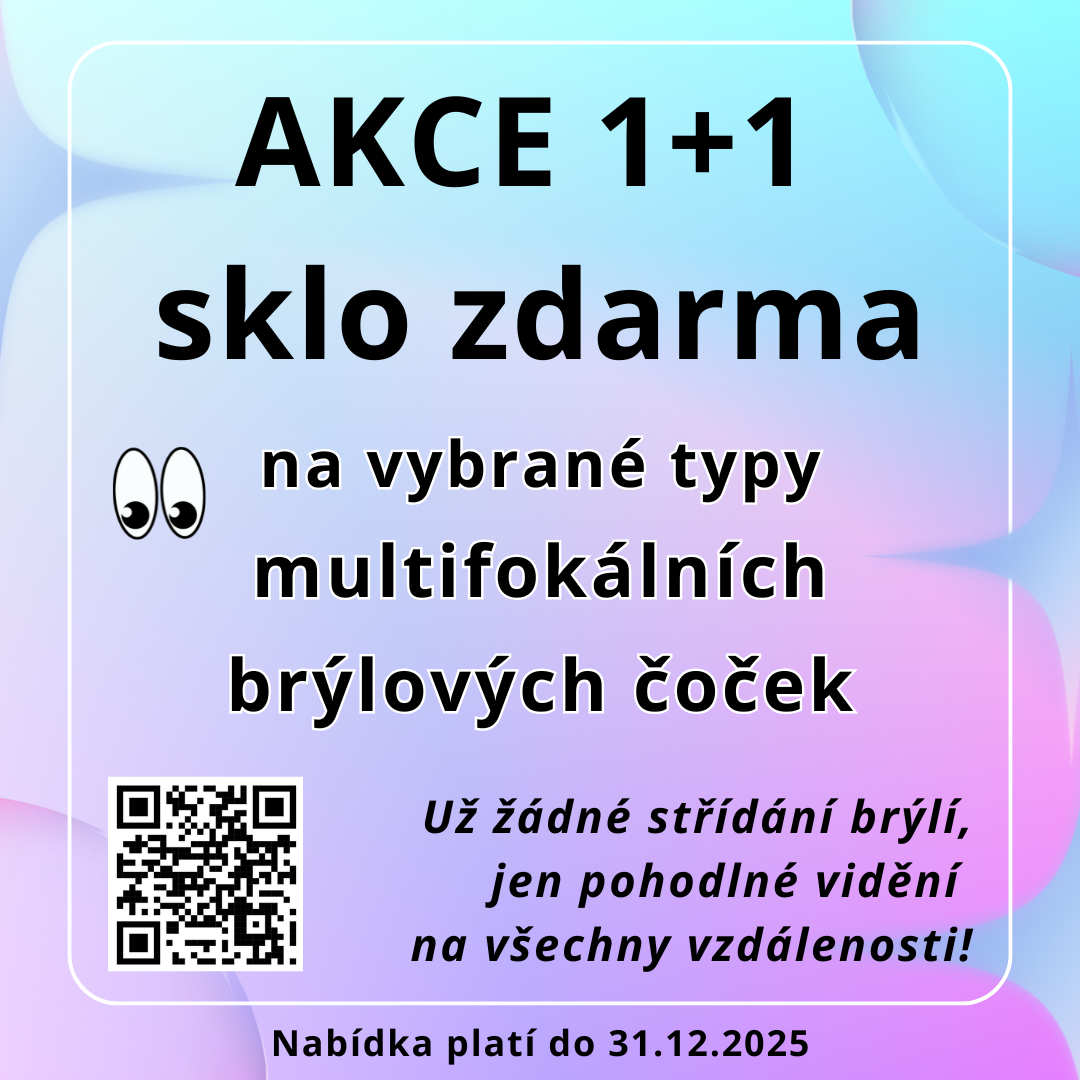 AKCE 1+1
sklo zdarma
na vybrané typy
multifokálních
brýlových čoček
Už žádné střídání brýlí,
jen pohodlné vidění
na všechny vzdálenosti!
Nabídka platí do 31.12.2025